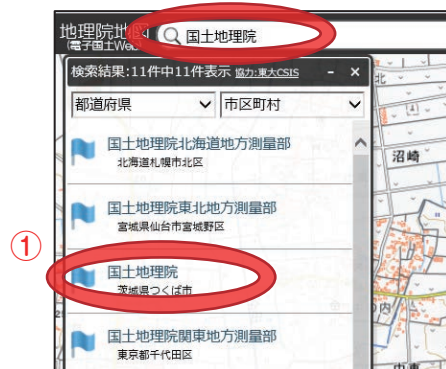 地理院地図
(電子国土Web)
国土地理院
検索結果:11件中11件表示 協力:東大CSIS - ×
都道府県 市区町村
国土地理院北海道地方測量部
北海道札幌市北区
国土地理院東北地方測量部
宮城県仙台市宮城野区
①
国土地理院
茨城県つくば市
国土地理院関東地方測量部
東京都千代田区
北
沼崎
内